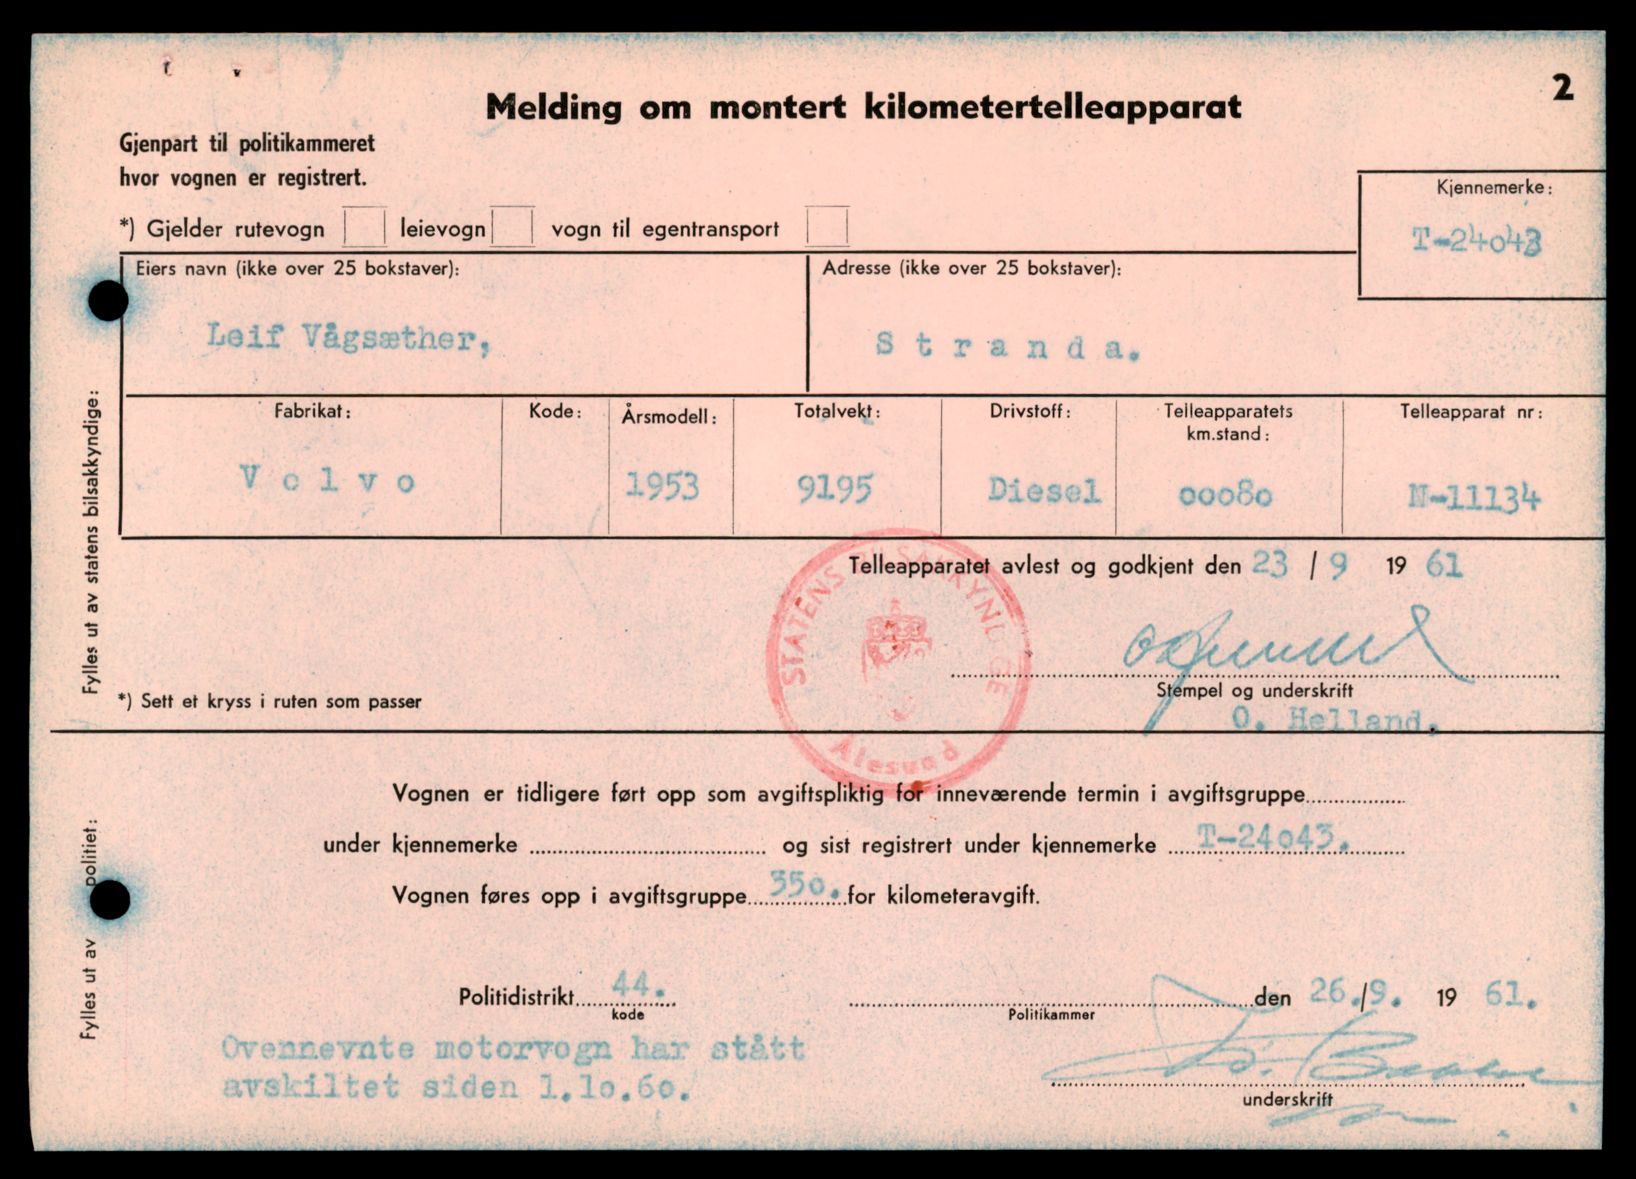 2
Melding om montert kilometertelleapparat
Gjenpart til politikammeret
hvor vognen er registrert.
Kjennemerke:
T-24043
*) Gjelder rutevogn leievogn vogn til egentransport
Eiers navn (ikke over 25 bokstaver):
Adresse (ikke over 25 bokstaver):
Leif Vågsæther,
S t r a n d a.
Fabrikat: Kode: Årsmodell: Totalvekt: Drivstoff: Telleapparatets km.stand: Telleapparat nr:
V o l v o 1953 9195 Diesel 00080 N-11134
Telleapparatet avlest og godkjent den 23 / 9 19 61
STATENS BILSAKKYNDIGE
Ålesund
Stempel og underskrift
O. Helland.
*) Sett et kryss i ruten som passer
Fylles ut av statens bilsakkyndige:
Vognen er tidligere ført opp som avgiftspliktig for inneværende termin i avgiftsgruppe
under kjennemerke og sist registrert under kjennemerke T-24043.
Vognen føres opp i avgiftsgruppe 350. for kilometeravgift.
Politidistrikt 44. den 26./9. 19 61.
kode Politikammer
Ovennevnte motorvogn har stått
avskiltet siden 1.10.60.
underskrift
Fylles ut av politiet: